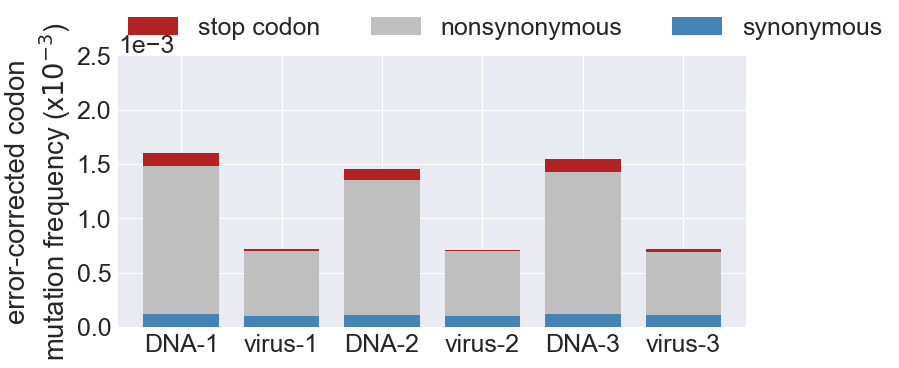 stop codon nonsynonymous synonymous
1e−3
error-corrected codon
mutation frequency (x10⁻³)
2.5
2.0
1.5
1.0
0.5
0.0
DNA-1 virus-1 DNA-2 virus-2 DNA-3 virus-3